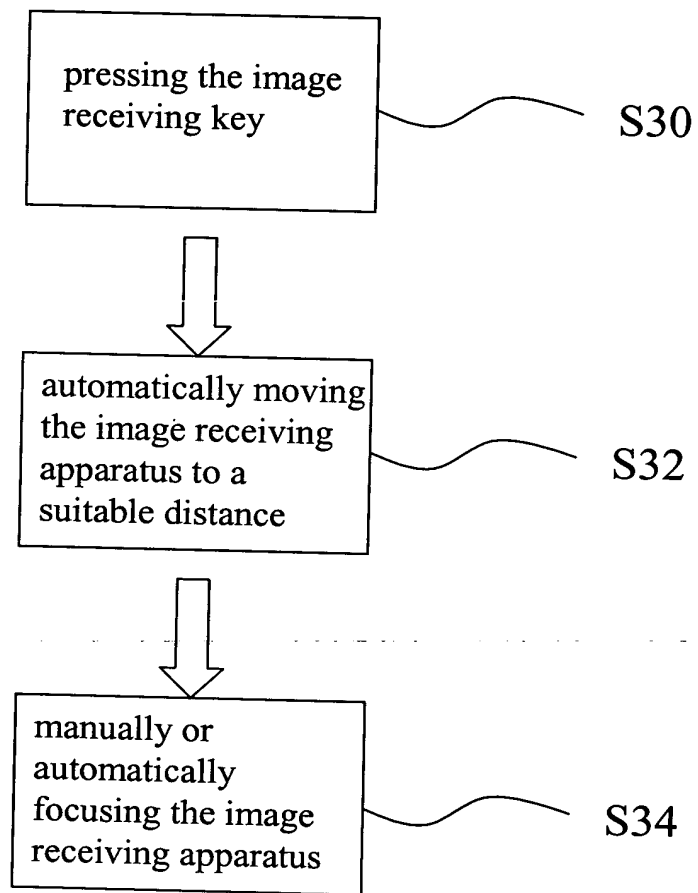 pressing the image
receiving key
S30
automatically moving
the image receiving
apparatus to a
suitable distance
S32
manually or
automatically
focusing the image
receiving apparatus
S34